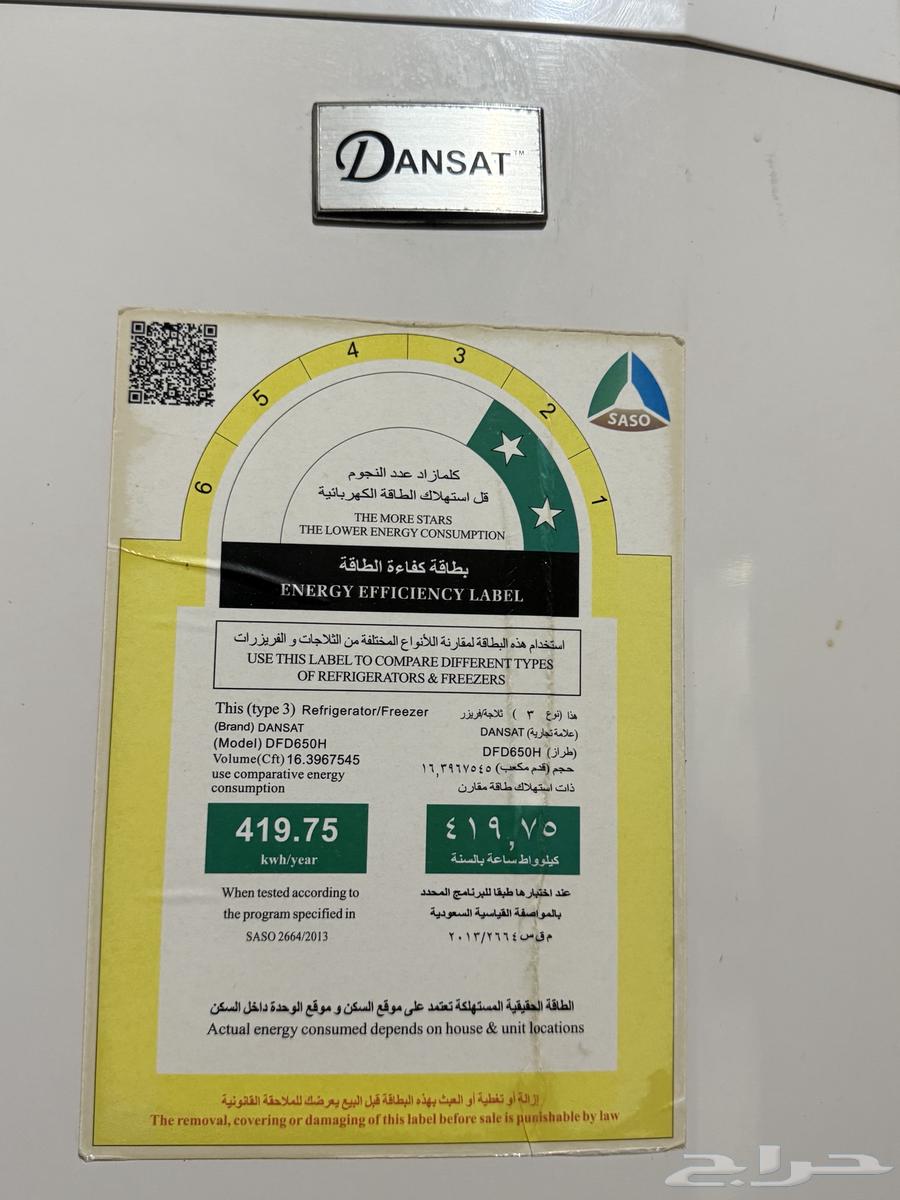 DANSAT™
6
5
4
3
2
1
SASO
كلمازاد عدد النجوم
قل استهلاك الطاقة الكهربائية
THE MORE STARS
THE LOWER ENERGY CONSUMPTION
بطاقة كفاءة الطاقة
ENERGY EFFICIENCY LABEL
استخدام هذه البطاقة لمقارنة اللأنواع المختلفة من الثلاجات و الفريزرات
USE THIS LABEL TO COMPARE DIFFERENT TYPES
OF REFRIGERATORS & FREEZERS
This (type 3) Refrigerator/Freezer
(Brand) DANSAT
(Model) DFD650H
Volume(Cft) 16.3967545
use comparative energy
consumption
هذا (نوع ٣ ) ثلاجة/فريزر
(علامة تجارية) DANSAT
(طراز) DFD650H
حجم (قدم مكعب) ١٦,٣٩٦٧٥٤٥
ذات استهلاك طاقة مقارن
419.75
kwh/year
٤١٩,٧٥
كيلوواط ساعة بالسنة
When tested according to
the program specified in
SASO 2664/2013
عند اختبارها طبقا للبرنامج المحدد
بالمواصفة القياسية السعودية
م ق س ٢٠١٣/٢٦٦٤
الطاقة الحقيقية المستهلكة تعتمد على موقع السكن و موقع الوحدة داخل السكن
Actual energy consumed depends on house & unit locations
إزالة أو تغطية أو العبث بهذه البطاقة قبل البيع يعرضك للملاحقة القانونية
The removal, covering or damaging of this label before sale is punishable by law
حراج